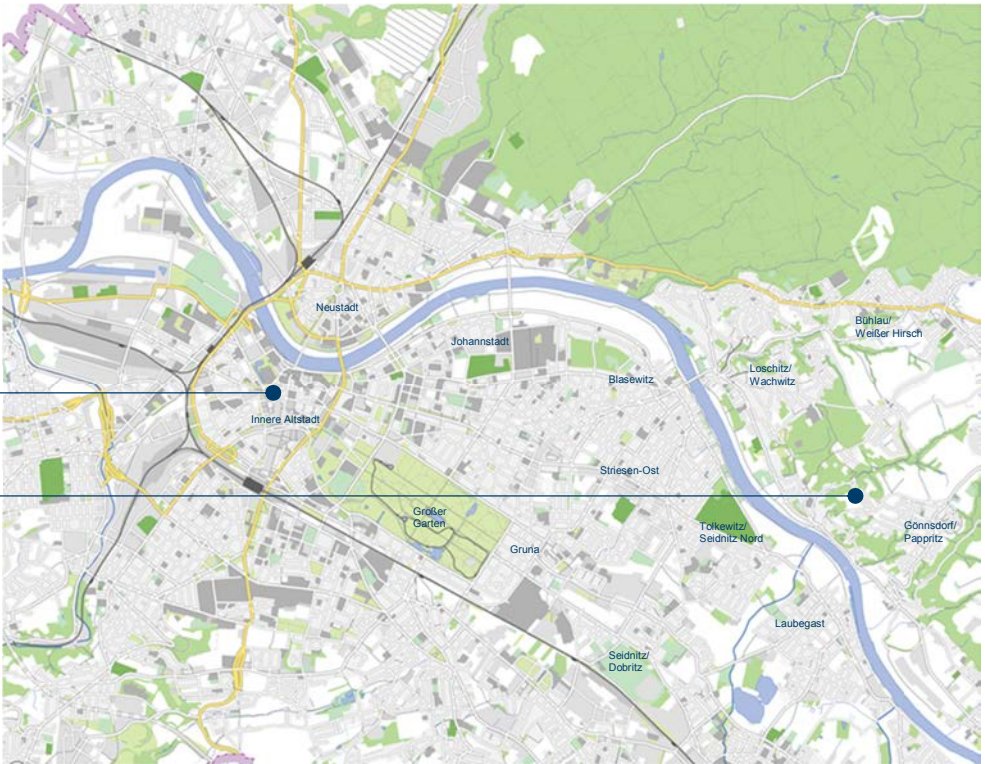 Neustadt
Johannstadt
Bühlau/
Weißer Hirsch
Loschitz/
Wachwitz
Blasewitz
Innere Altstadt
Striesen-Ost
Großer
Garten
Tolkewitz/
Seidnitz Nord
Gönnsdorf/
Pappritz
Gruna
Laubegast
Seidnitz/
Dobritz